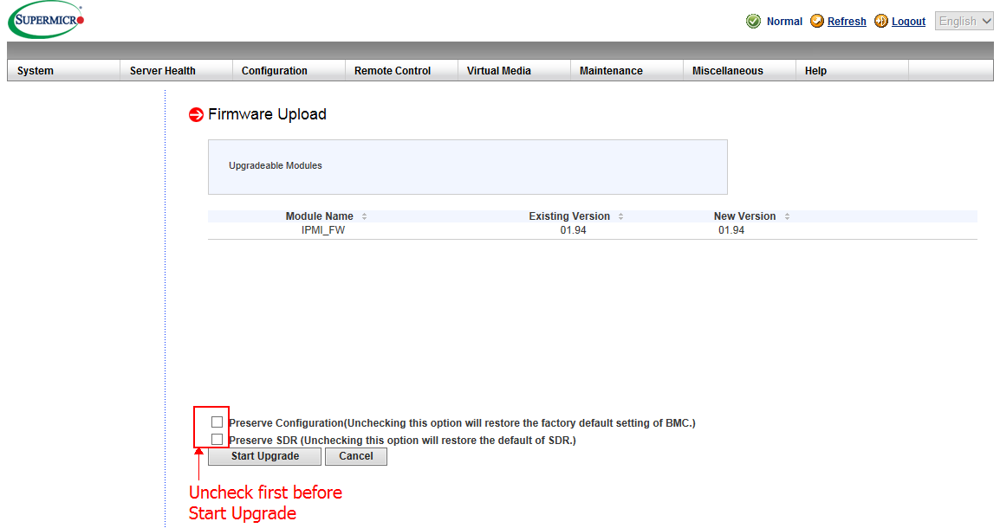 SUPERMICRO
Normal Refresh Logout English
System Server Health Configuration Remote Control Virtual Media Maintenance Miscellaneous Help
Firmware Upload
Upgradeable Modules
Module Name Existing Version New Version
IPMI_FW 01.94 01.94
Preserve Configuration(Unchecking this option will restore the factory default setting of BMC.)
Preserve SDR (Unchecking this option will restore the default of SDR.)
Start Upgrade Cancel
Uncheck first before
Start Upgrade